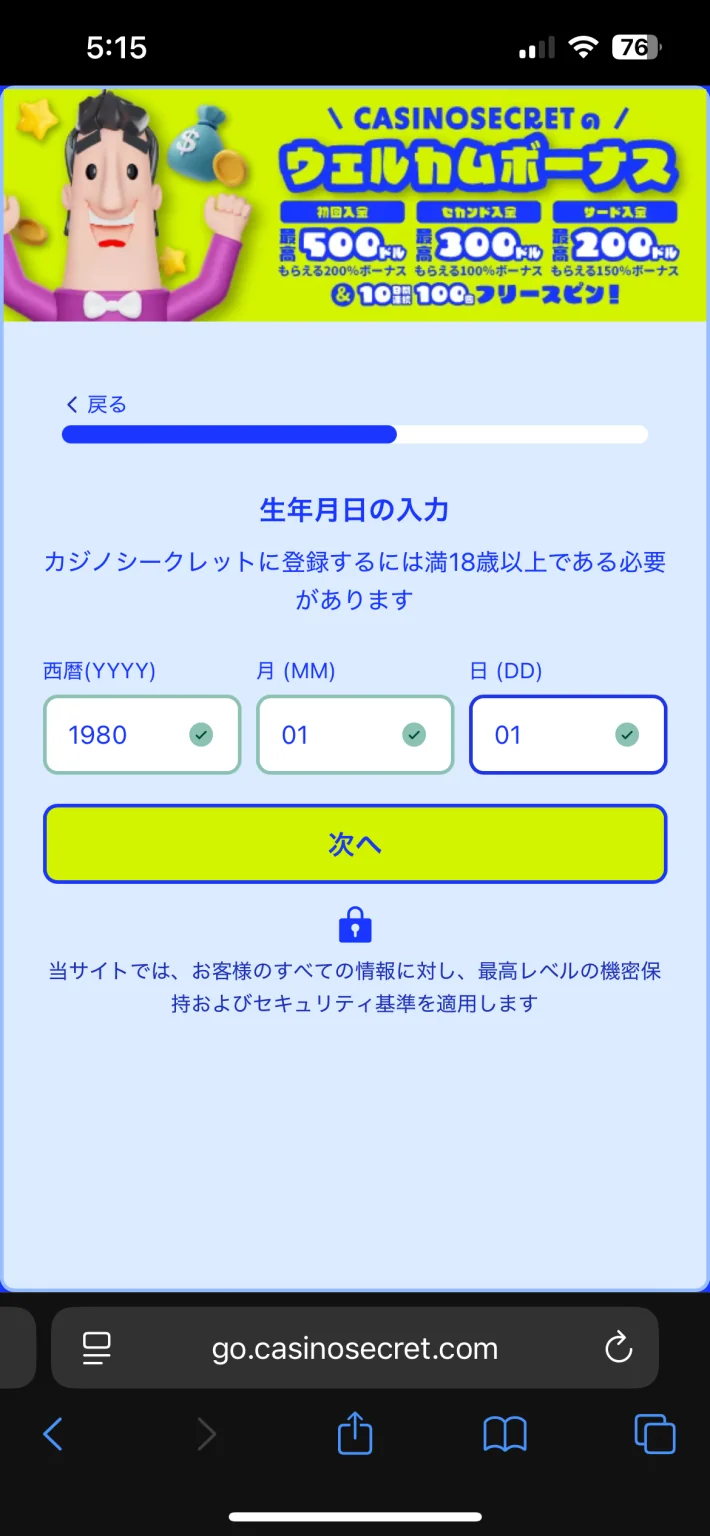 5:15
76
\ CASINOSECRETの /
ウェルカムボーナス
初回入金 セカンド入金 サード入金
最高500ドル 最高300ドル 最高200ドル
もらえる200%ボーナス もらえる100%ボーナス もらえる150%ボーナス
&10日間連続100回フリースピン!
戻る
生年月日の入力
カジノシークレットに登録するには満18歳以上である必要
があります
西暦(YYYY) 月 (MM) 日 (DD)
1980 01 01
次へ
当サイトでは、お客様のすべての情報に対し、最高レベルの機密保
持およびセキュリティ基準を適用します
go.casinosecret.com